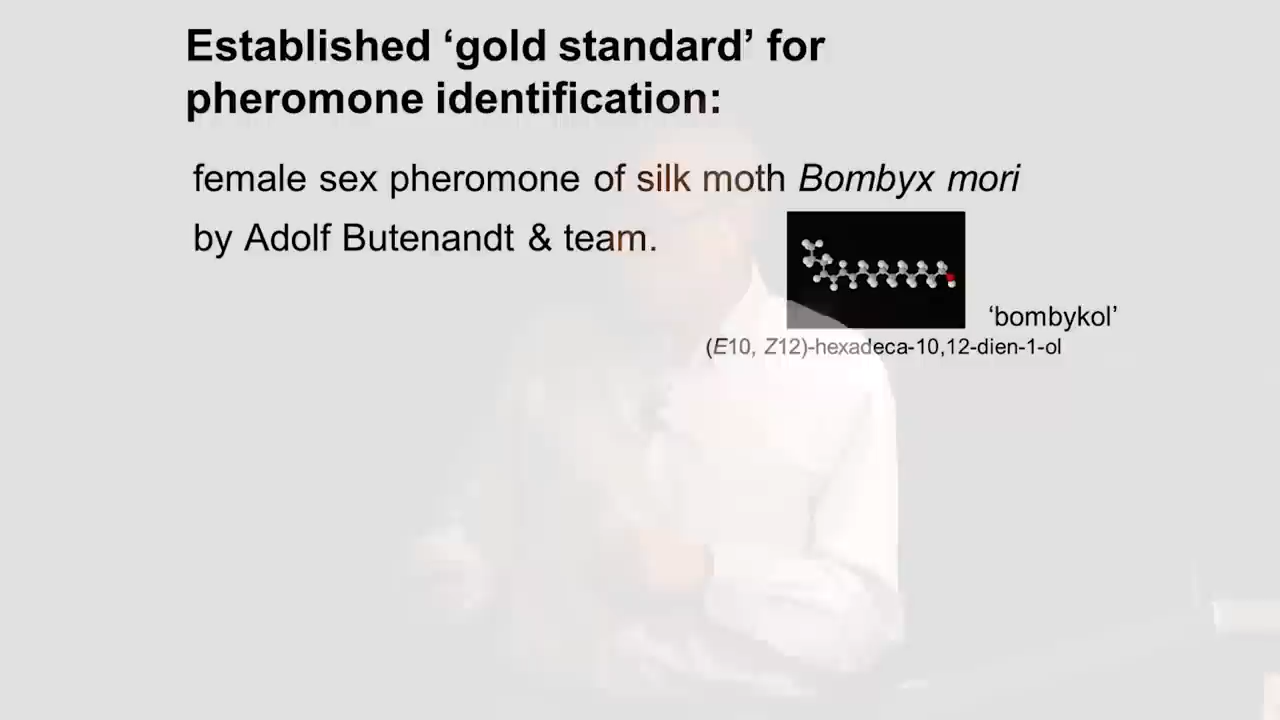 Established ‘gold standard’ for
pheromone identification:
female sex pheromone of silk moth Bombyx mori
by Adolf Butenandt & team.
‘bombykol’
(E10, Z12)-hexadeca-10,12-dien-1-ol